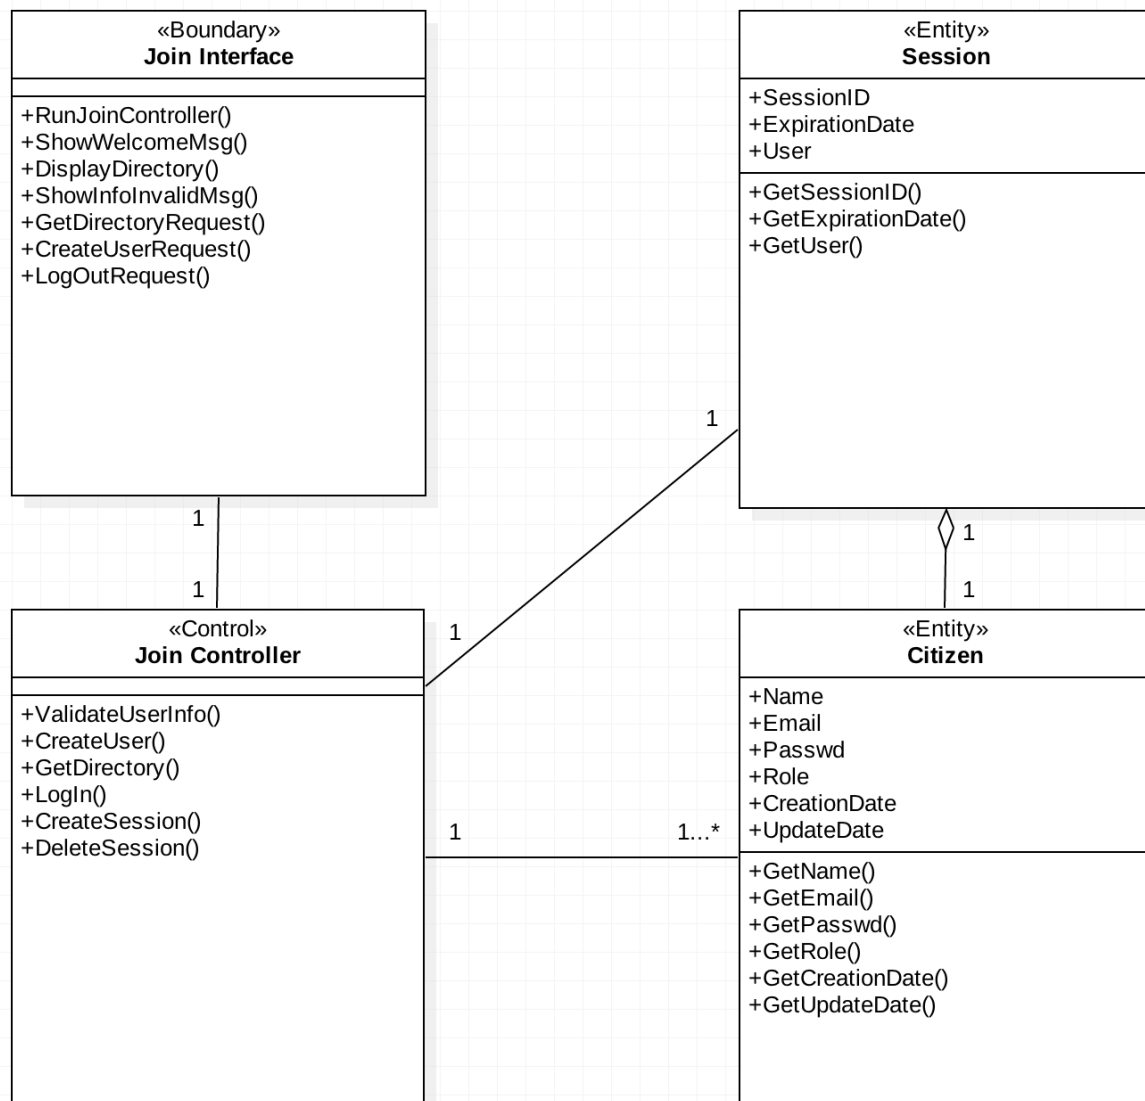 «Boundary»
Join Interface
+RunJoinController()
+ShowWelcomeMsg()
+DisplayDirectory()
+ShowInfoInvalidMsg()
+GetDirectoryRequest()
+CreateUserRequest()
+LogOutRequest()
«Entity»
Session
+SessionID
+ExpirationDate
+User
+GetSessionID()
+GetExpirationDate()
+GetUser()
1
1
1
1
1
1
1
1...*
«Control»
Join Controller
+ValidateUserInfo()
+CreateUser()
+GetDirectory()
+LogIn()
+CreateSession()
+DeleteSession()
«Entity»
Citizen
+Name
+Email
+Passwd
+Role
+CreationDate
+UpdateDate
+GetName()
+GetEmail()
+GetPasswd()
+GetRole()
+GetCreationDate()
+GetUpdateDate()